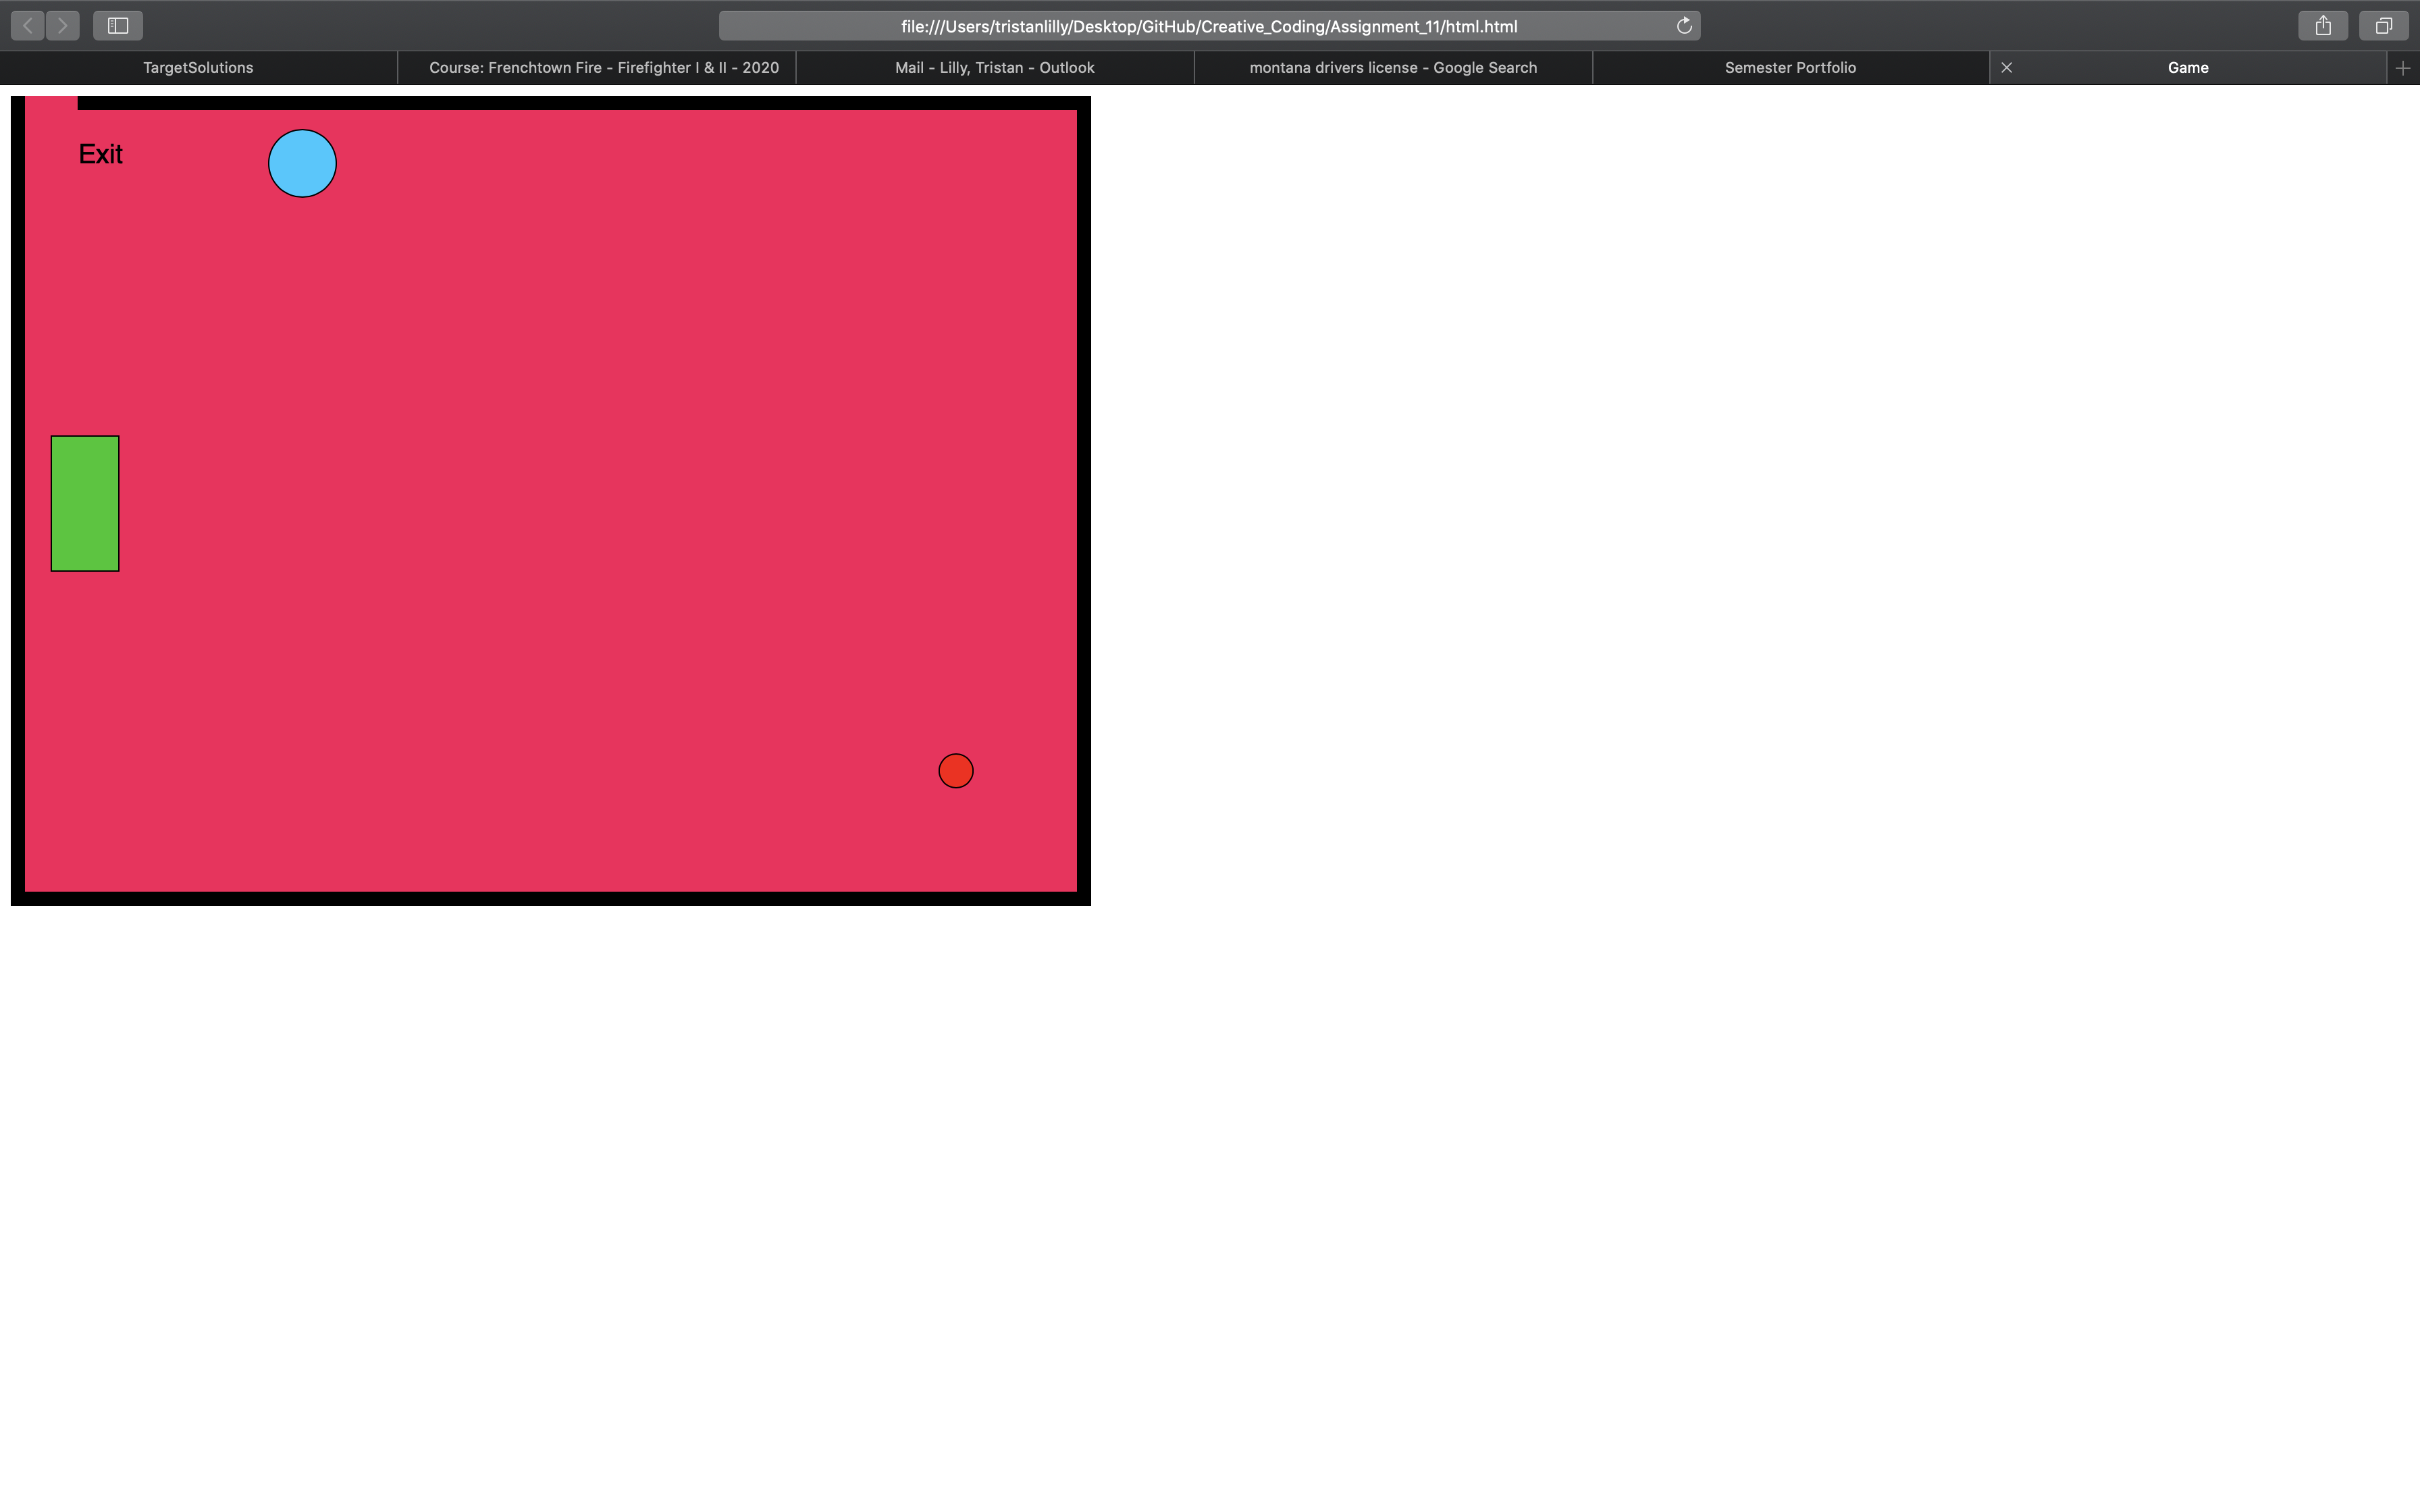 file:///Users/tristanlilly/Desktop/GitHub/Creative_Coding/Assignment_11/html.html
TargetSolutions
Course: Frenchtown Fire - Firefighter I & II - 2020
Mail - Lilly, Tristan - Outlook
montana drivers license - Google Search
Semester Portfolio
Game
Exit